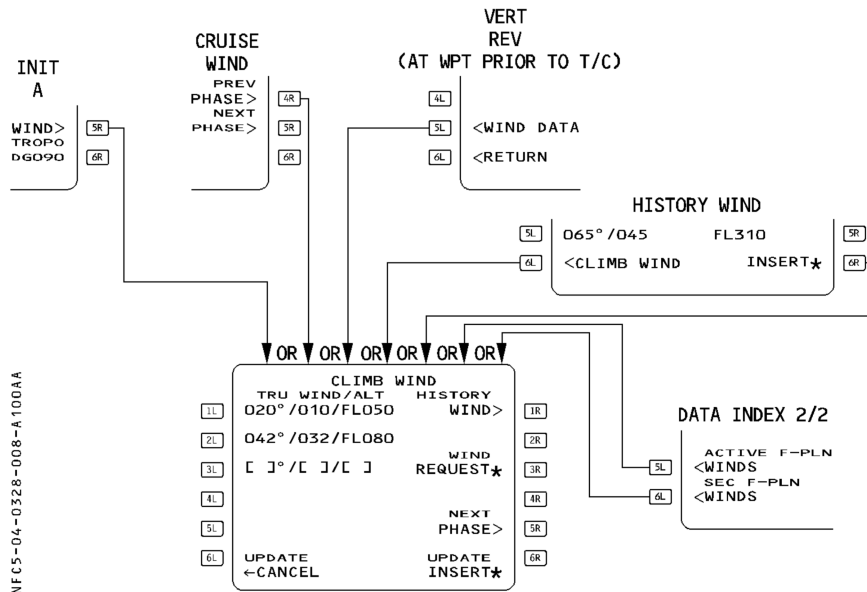 VERT
REV
(AT WPT PRIOR TO T/C)
CRUISE
WIND
INIT
A
PREV
PHASE>
4R
NEXT
PHASE>
5R
6R
WIND>
5R
TROPO
DG090
6R
4L
5L
<WIND DATA
6L
<RETURN
HISTORY WIND
5L
065°/045 FL310
5R
6L
<CLIMB WIND INSERT*
6R
OR OR OR OR OR OR
CLIMB WIND
TRU WIND/ALT HISTORY
1L
020°/010/FL050 WIND>
1R
2L
042°/032/FL080
2R
WIND
3L
[ ]°/[ ]/[ ] REQUEST*
3R
4L
4R
NEXT
5L
PHASE>
5R
UPDATE UPDATE
6L
←CANCEL INSERT*
6R
DATA INDEX 2/2
ACTIVE F-PLN
5L
<WINDS
SEC F-PLN
6L
<WINDS
NFC5-04-0328-008-A100AA